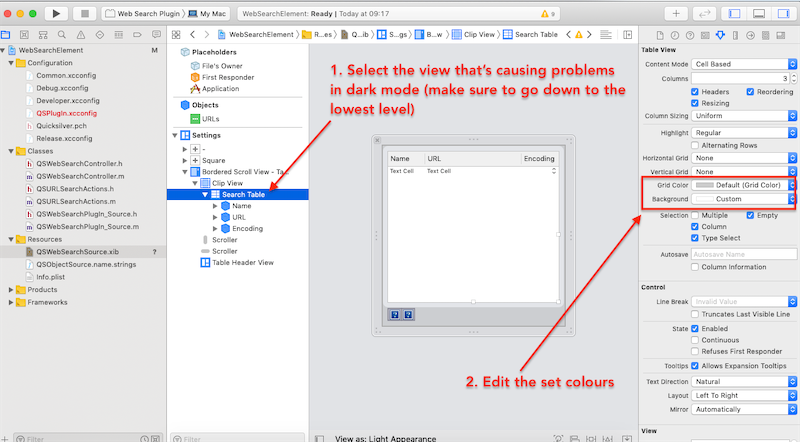 Web Search Plugin
My Mac
WebSearchElement: Ready | Today at 09:17
9
WebSearchElement
M
Configuration
Common.xcconfig
Debug.xcconfig
Developer.xcconfig
QSPlugIn.xcconfig
Quicksilver.pch
Release.xcconfig
Classes
QSWebSearchController.h
QSWebSearchController.m
QSURLSearchActions.h
QSURLSearchActions.m
QSWebSearchPlugIn_Source.h
QSWebSearchPlugIn_Source.m
Resources
QSWebSearchSource.xib
?
QSObjectSource.name.strings
Info.plist
Products
Frameworks
Filter
R...es
Q...ib
S...gs
B...w
Clip View
Search Table
Placeholders
File's Owner
First Responder
Application
Objects
URLs
Settings
-
Square
Bordered Scroll View - Ta...
Clip View
Search Table
Name
URL
Encoding
Scroller
Scroller
Table Header View
Filter
1. Select the view that's causing problems
in dark mode (make sure to go down to the
lowest level)
Name URL Encoding
Text Cell Text Cell
2. Edit the set colours
View as: Light Appearance
Table View
Content Mode Cell Based
Columns 3
Headers Reordering
Resizing
Column Sizing Uniform
Highlight Regular
Alternating Rows
Horizontal Grid None
Vertical Grid None
Grid Color Default (Grid Color)
Background Custom
Selection Multiple Empty
Column
Type Select
Autosave Autosave Name
Column Information
Control
Line Break Invalid Value
Truncates Last Visible Line
State Enabled
Continuous
Refuses First Responder
Tooltips Allows Expansion Tooltips
Text Direction Natural
Layout Left To Right
Mirror Automatically
View